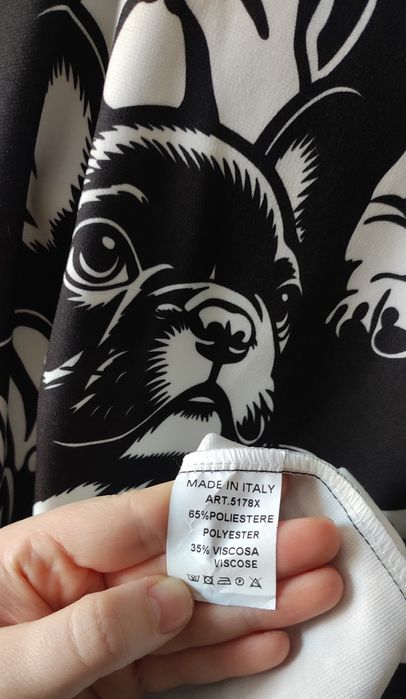 MADE IN ITALY
ART.5178X
65%POLIESTERE
POLYESTER
35% VISCOSA
VISCOSE